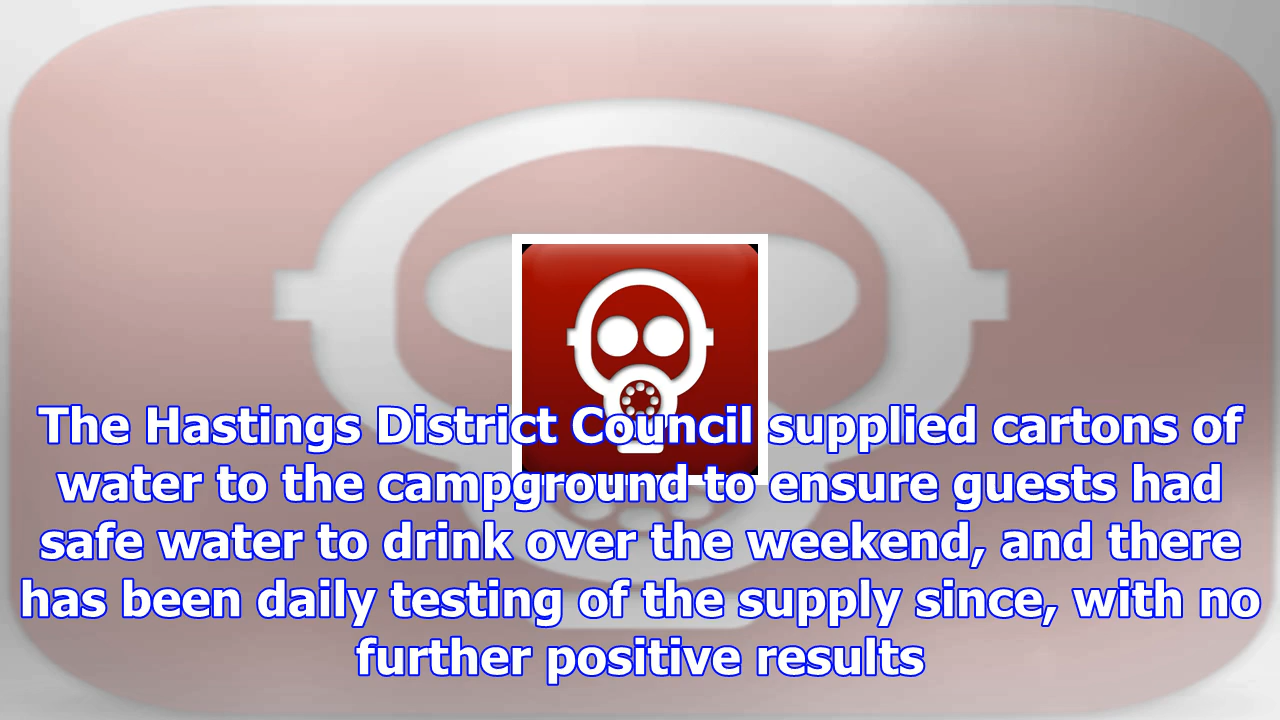 The Hastings District Council supplied cartons of
water to the campground to ensure guests had
safe water to drink over the weekend, and there
has been daily testing of the supply since, with no
further positive results